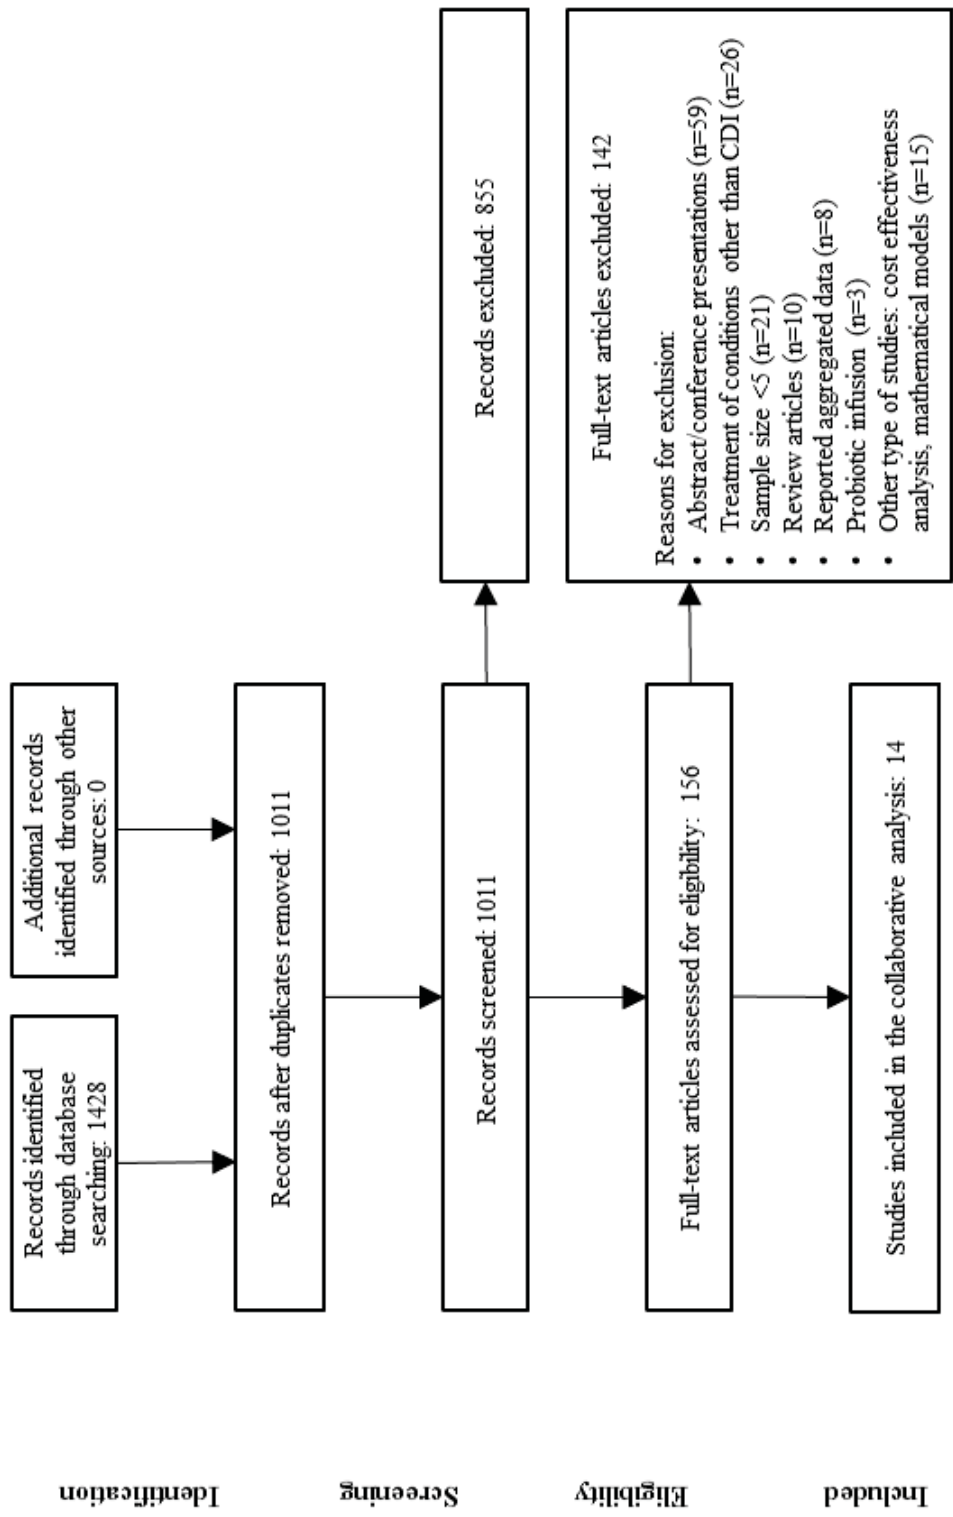 Identification
Records identified
through database
searching: 1428
Additional records
identified through other
sources: 0
Records after duplicates removed: 1011
Screening
Records screened: 1011
Records excluded: 855
Eligibility
Full-text articles assessed for eligibility: 156
Full-text articles excluded: 142
Reasons for exclusion:
• Abstract/conference presentations (n=59)
• Treatment of conditions other than CDI (n=26)
• Sample size <5 (n=21)
• Review articles (n=10)
• Reported aggregated data (n=8)
• Probiotic infusion (n=3)
• Other type of studies: cost effectiveness
analysis, mathematical models (n=15)
Included
Studies included in the collaborative analysis: 14